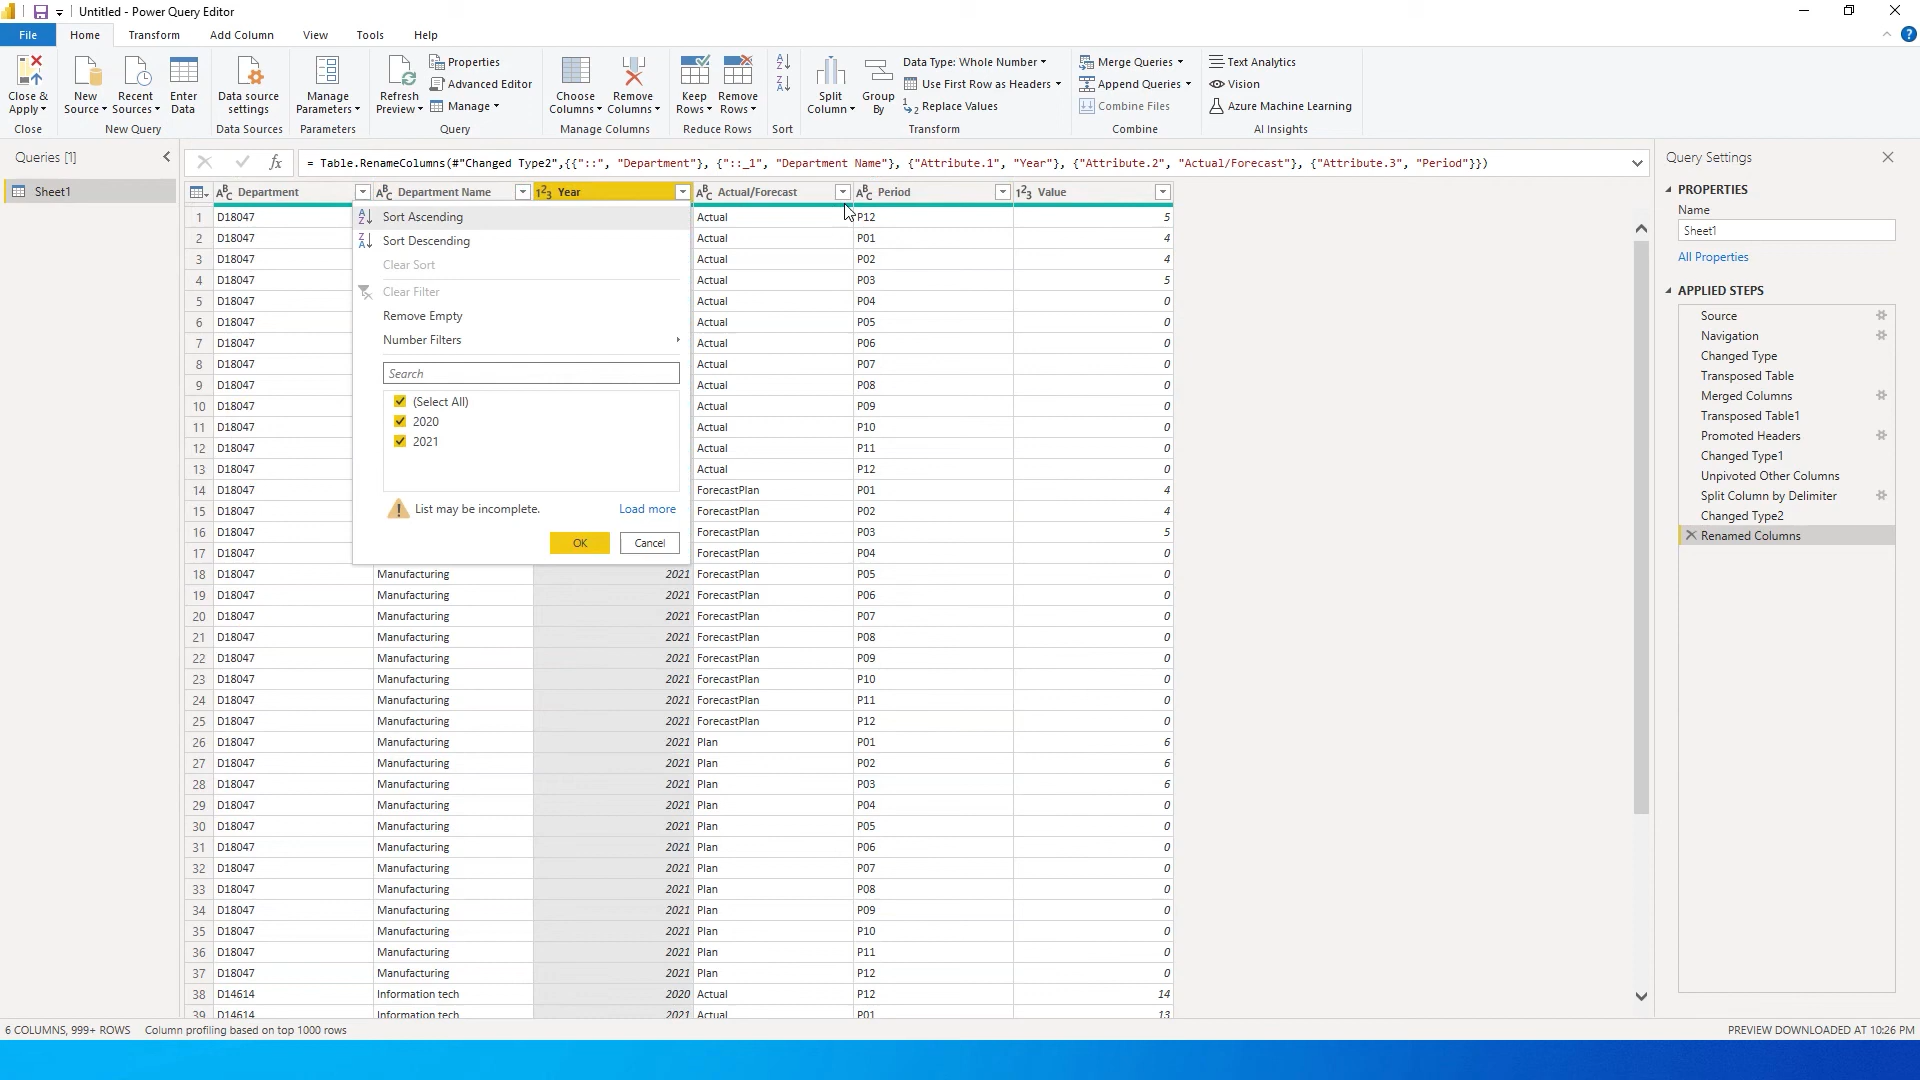 Untitled - Power Query Editor
File Home Transform Add Column View Tools Help
Close & Apply
New Source
Recent Sources
Enter Data
Data source settings
Manage Parameters
Refresh Preview
Properties
Advanced Editor
Manage
Choose Columns
Remove Columns
Keep Rows
Remove Rows
Split Column
Group By
Data Type: Whole Number
Use First Row as Headers
Replace Values
Merge Queries
Append Queries
Combine Files
Text Analytics
Vision
Azure Machine Learning
Close New Query Data Sources Parameters Query Manage Columns Reduce Rows Sort Transform Combine AI Insights
Queries [1]
Sheet1
fx = Table.RenameColumns(#"Changed Type2",{{"::", "Department"}, {"::_1", "Department Name"}, {"Attribute.1", "Year"}, {"Attribute.2", "Actual/Forecast"}, {"Attribute.3", "Period"}})
Department Department Name Year Actual/Forecast Period Value
1 D18047 Actual P12 5
2 D18047 Actual P01 4
3 D18047 Actual P02 4
4 D18047 Actual P03 5
5 D18047 Actual P04 0
6 D18047 Actual P05 0
7 D18047 Actual P06 0
8 D18047 Actual P07 0
9 D18047 Actual P08 0
10 D18047 Actual P09 0
11 D18047 Actual P10 0
12 D18047 Actual P11 0
13 D18047 Actual P12 0
14 D18047 ForecastPlan P01 4
15 D18047 ForecastPlan P02 4
16 D18047 ForecastPlan P03 5
17 D18047 ForecastPlan P04 0
18 D18047 Manufacturing 2021 ForecastPlan P05 0
19 D18047 Manufacturing 2021 ForecastPlan P06 0
20 D18047 Manufacturing 2021 ForecastPlan P07 0
21 D18047 Manufacturing 2021 ForecastPlan P08 0
22 D18047 Manufacturing 2021 ForecastPlan P09 0
23 D18047 Manufacturing 2021 ForecastPlan P10 0
24 D18047 Manufacturing 2021 ForecastPlan P11 0
25 D18047 Manufacturing 2021 ForecastPlan P12 0
26 D18047 Manufacturing 2021 Plan P01 6
27 D18047 Manufacturing 2021 Plan P02 6
28 D18047 Manufacturing 2021 Plan P03 6
29 D18047 Manufacturing 2021 Plan P04 0
30 D18047 Manufacturing 2021 Plan P05 0
31 D18047 Manufacturing 2021 Plan P06 0
32 D18047 Manufacturing 2021 Plan P07 0
33 D18047 Manufacturing 2021 Plan P08 0
34 D18047 Manufacturing 2021 Plan P09 0
35 D18047 Manufacturing 2021 Plan P10 0
36 D18047 Manufacturing 2021 Plan P11 0
37 D18047 Manufacturing 2021 Plan P12 0
38 D14614 Information tech 2020 Actual P12 14
39 D14614 Information tech 2021 Actual P01 13
Sort Ascending
Sort Descending
Clear Sort
Clear Filter
Remove Empty
Number Filters
Search
(Select All)
2020
2021
List may be incomplete. Load more
OK Cancel
Query Settings
PROPERTIES
Name
Sheet1
All Properties
APPLIED STEPS
Source
Navigation
Changed Type
Transposed Table
Merged Columns
Transposed Table1
Promoted Headers
Changed Type1
Unpivoted Other Columns
Split Column by Delimiter
Changed Type2
Renamed Columns
6 COLUMNS, 999+ ROWS Column profiling based on top 1000 rows PREVIEW DOWNLOADED AT 10:26 PM